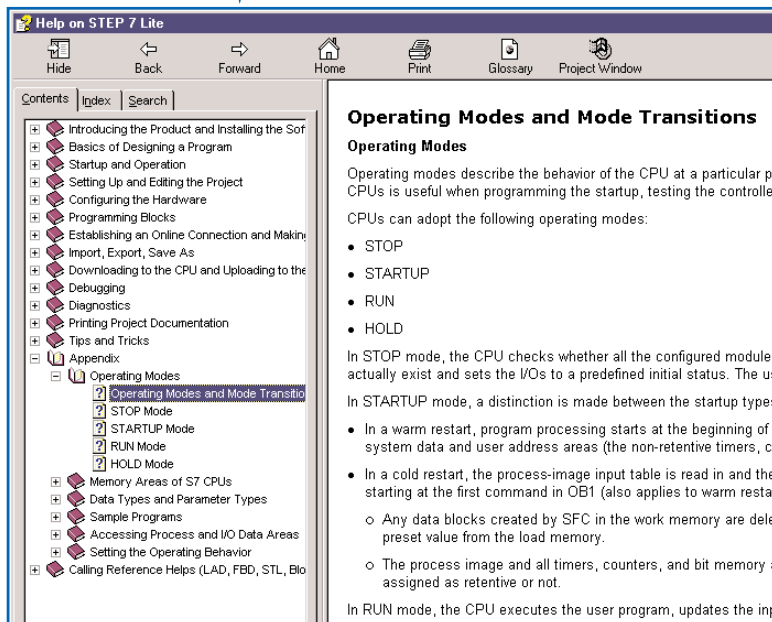 Help on STEP 7 Lite
Hide Back Forward Home Print Glossary Project Window
Contents Index Search
Introducing the Product and Installing the Sof
Basics of Designing a Program
Startup and Operation
Setting Up and Editing the Project
Configuring the Hardware
Programming Blocks
Establishing an Online Connection and Making
Import, Export, Save As
Downloading to the CPU and Uploading to the
Debugging
Diagnostics
Printing Project Documentation
Tips and Tricks
Appendix
Operating Modes
Operating Modes and Mode Transitio
STOP Mode
STARTUP Mode
RUN Mode
HOLD Mode
Memory Areas of S7 CPUs
Data Types and Parameter Types
Sample Programs
Accessing Process and I/O Data Areas
Setting the Operating Behavior
Calling Reference Helps (LAD, FBD, STL, Blo
Operating Modes and Mode Transitions
Operating Modes
Operating modes describe the behavior of the CPU at a particular p
CPUs is useful when programming the startup, testing the controlle
CPUs can adopt the following operating modes:
• STOP
• STARTUP
• RUN
• HOLD
In STOP mode, the CPU checks whether all the configured module
actually exist and sets the I/Os to a predefined initial status. The us
In STARTUP mode, a distinction is made between the startup types
• In a warm restart, program processing starts at the beginning of
system data and user address areas (the non-retentive timers, c
• In a cold restart, the process-image input table is read in and the
starting at the first command in OB1 (also applies to warm resta
o Any data blocks created by SFC in the work memory are dele
preset value from the load memory.
o The process image and all timers, counters, and bit memory a
assigned as retentive or not.
In RUN mode, the CPU executes the user program, updates the inp